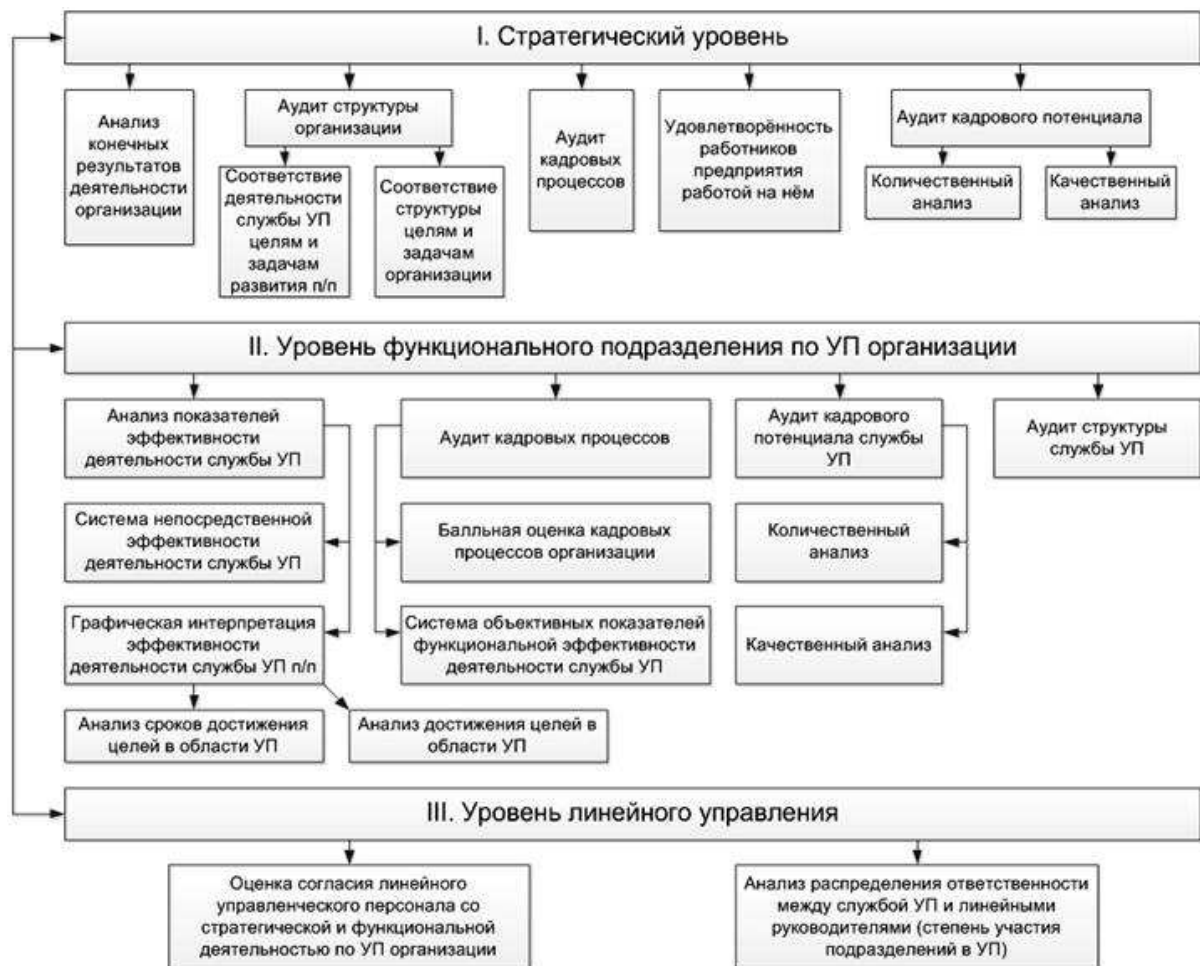 I. Стратегический уровень
Анализ
конечных
результатов
деятельности
организации
Аудит структуры
организации
Соответствие
деятельности
службы УП
целям и
задачам
развития п/п
Соответствие
структуры
целям и
задачам
организации
Аудит
кадровых
процессов
Удовлетворённость
работников
предприятия
работой на нём
Аудит кадрового потенциала
Количественный
анализ
Качественный
анализ
II. Уровень функционального подразделения по УП организации
Анализ показателей
эффективности
деятельности службы УП
Аудит кадровых процессов
Аудит кадрового
потенциала службы
УП
Аудит структуры
службы УП
Система непосредственной
эффективности
деятельности службы УП
Балльная оценка кадровых
процессов организации
Количественный
анализ
Графическая интерпретация
эффективности
деятельности службы УП п/п
Система объективных показателей
функциональной эффективности
деятельности службы УП
Качественный анализ
Анализ сроков достижения
целей в области УП
Анализ достижения целей в
области УП
III. Уровень линейного управления
Оценка согласия линейного
управленческого персонала со
стратегической и функциональной
деятельностью по УП организации
Анализ распределения ответственности
между службой УП и линейными
руководителями (степень участия
подразделений в УП)